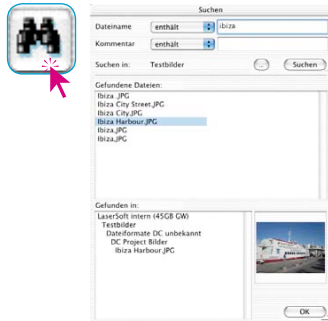 Suchen
Dateiname enthält ibiza
Kommentar enthält
Suchen in: Testbilder ... Suchen
Gefundene Dateien:
Ibiza .JPG
Ibiza City Street.JPG
Ibiza City.JPG
Ibiza Harbour.JPG
Ibiza.JPG
Ibiza.JPG
Gefunden in:
LaserSoft intern (45GB GW)
Testbilder
Dateiformate DC unbekannt
DC Project Bilder
Ibiza Harbour.JPG
OK